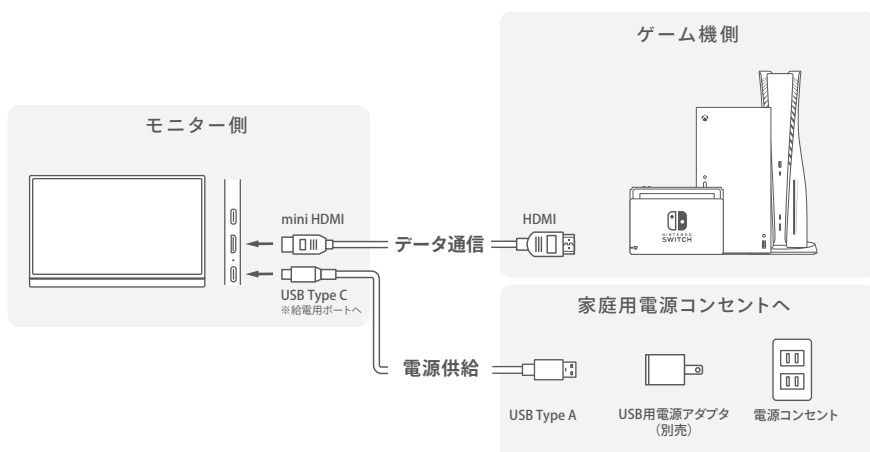 ゲーム機側
モニター側
mini HDMI
データ通信
HDMI
NINTENDO
SWITCH
USB Type C
※給電用ポートへ
家庭用電源コンセントへ
電源供給
USB Type A
USB用電源アダプタ
（別売）
電源コンセント